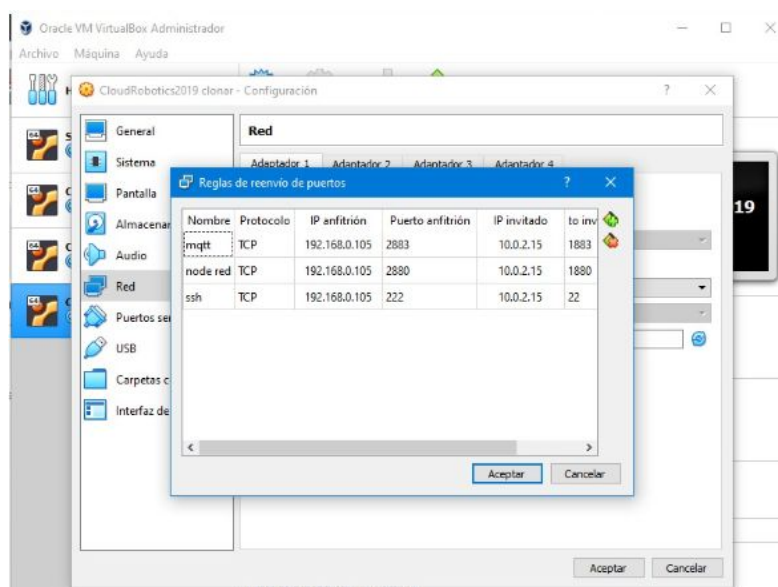 Oracle VM VirtualBox Administrador
Archivo Máquina Ayuda
CloudRobotics2019 clonar - Configuración
General
Sistema
Pantalla
Almacenar
Audio
Red
Puertos se
USB
Carpetas c
Interfaz de
Red
Adaptador 1 Adaptador 2 Adaptador 3 Adaptador 4
19
Reglas de reenvío de puertos
Nombre Protocolo IP anfitrión Puerto anfitrión IP invitado to inv
mqtt TCP 192.168.0.105 2883 10.0.2.15 1883
node red TCP 192.168.0.105 2880 10.0.2.15 1880
ssh TCP 192.168.0.105 222 10.0.2.15 22
Aceptar Cancelar
Aceptar Cancelar